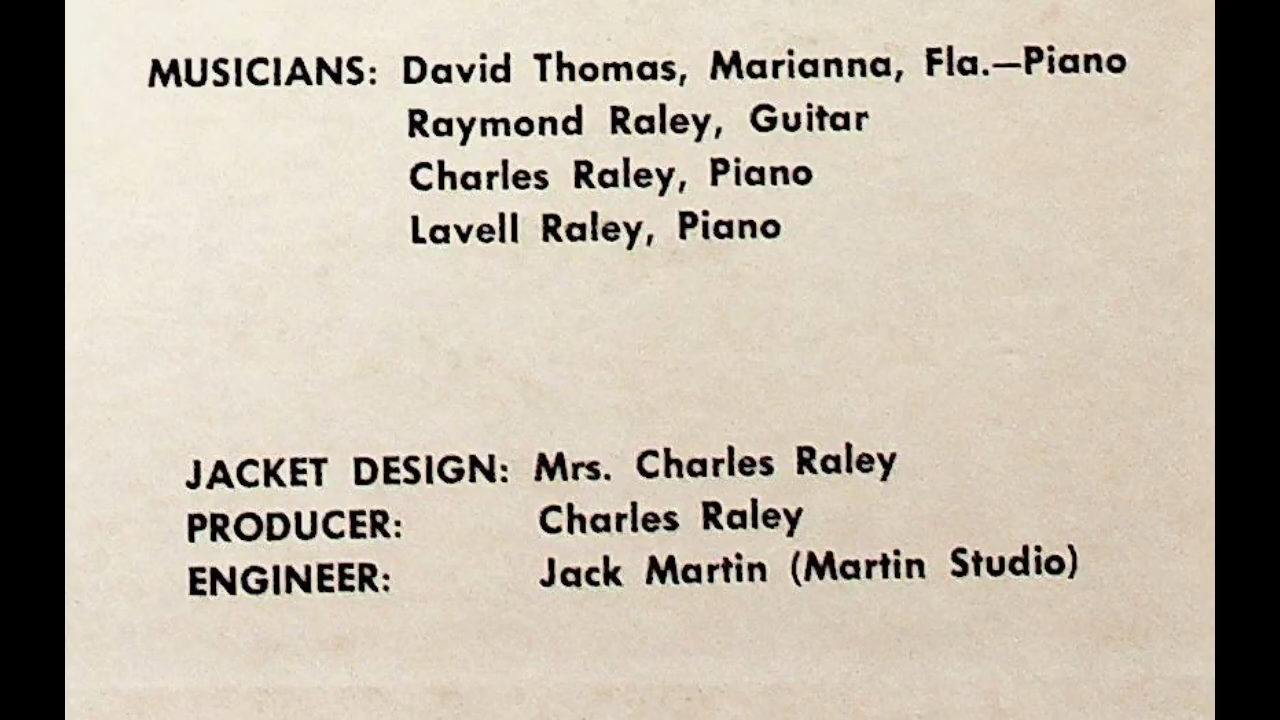 MUSICIANS: David Thomas, Marianna, Fla.—Piano
Raymond Raley, Guitar
Charles Raley, Piano
Lavell Raley, Piano
JACKET DESIGN: Mrs. Charles Raley
PRODUCER: Charles Raley
ENGINEER: Jack Martin (Martin Studio)